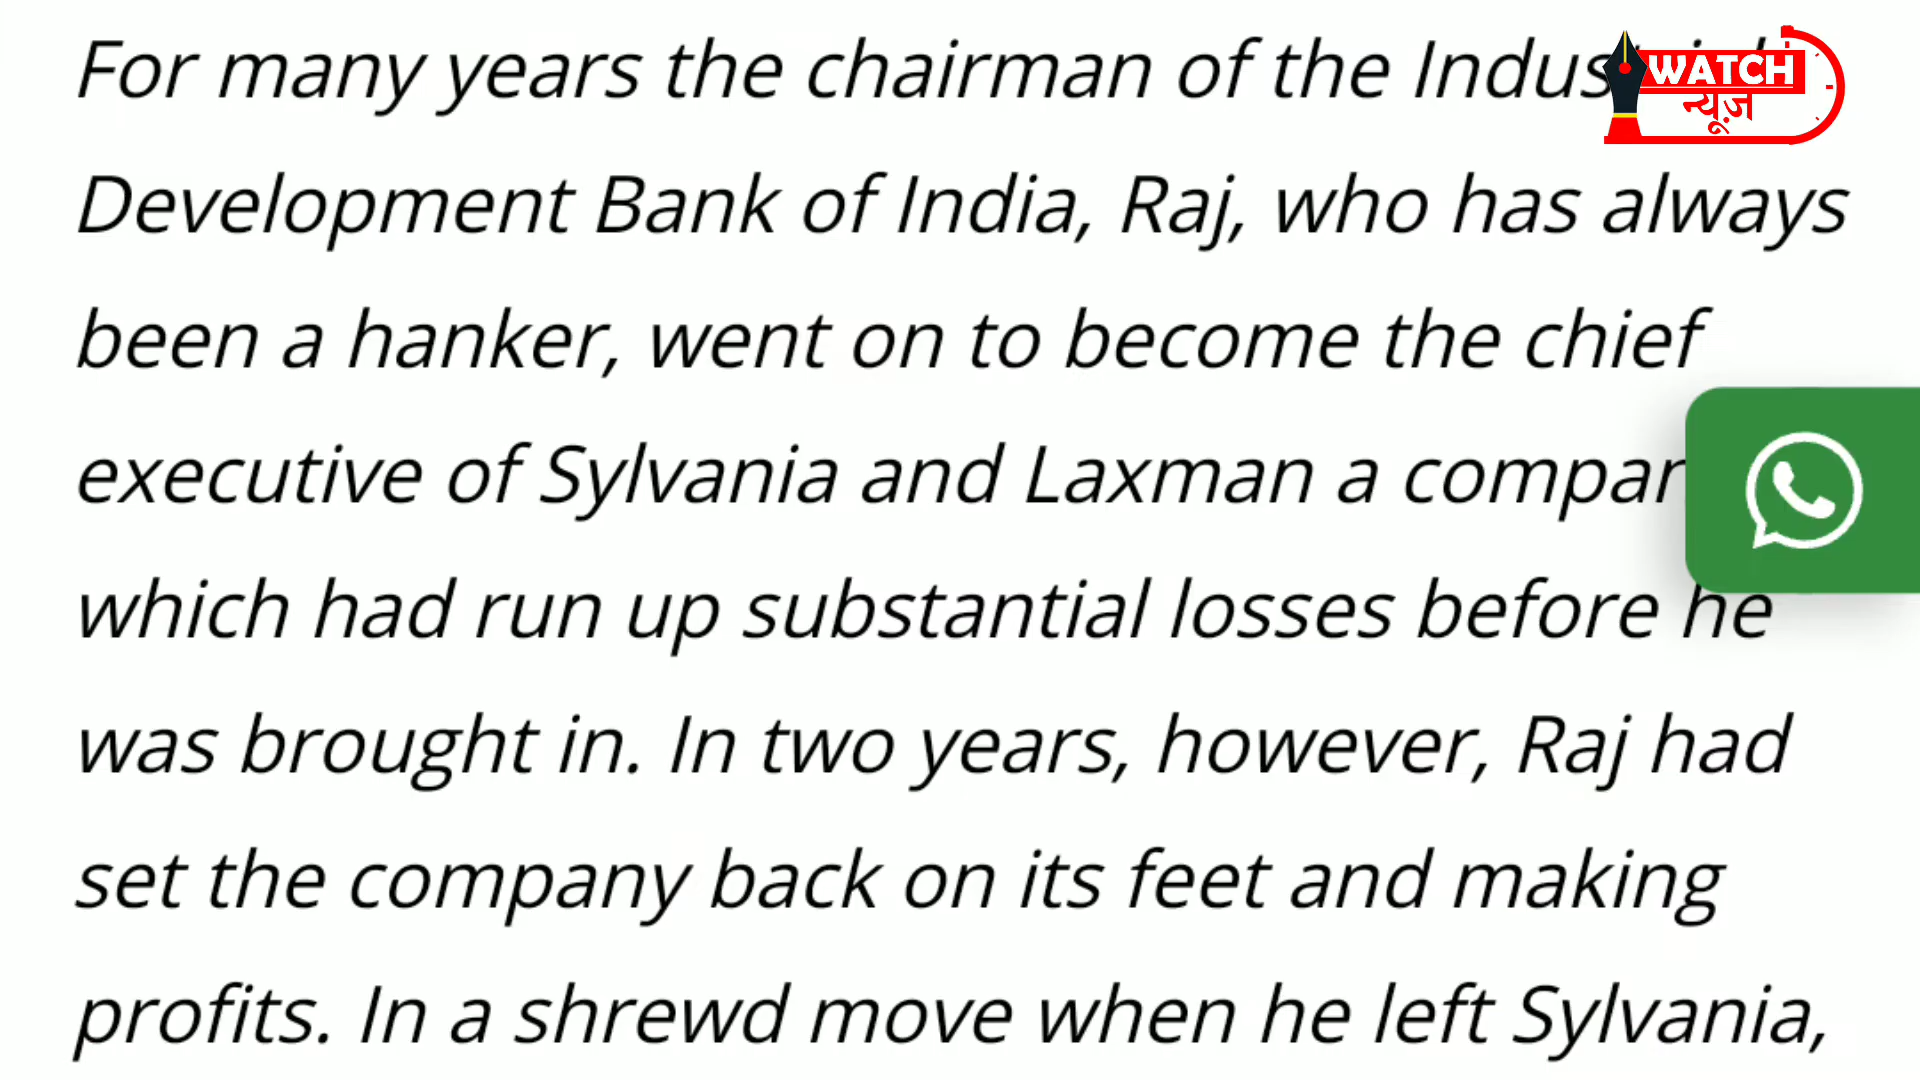 For many years the chairman of the Industrial
Development Bank of India, Raj, who has always
been a hanker, went on to become the chief
executive of Sylvania and Laxman a
which had run up substantial losses before he
was brought in. In two years, however, Raj had
set the company back on its feet and making
profits. In a shrewd move when he left Sylvania,
WATCH
न्यूज़